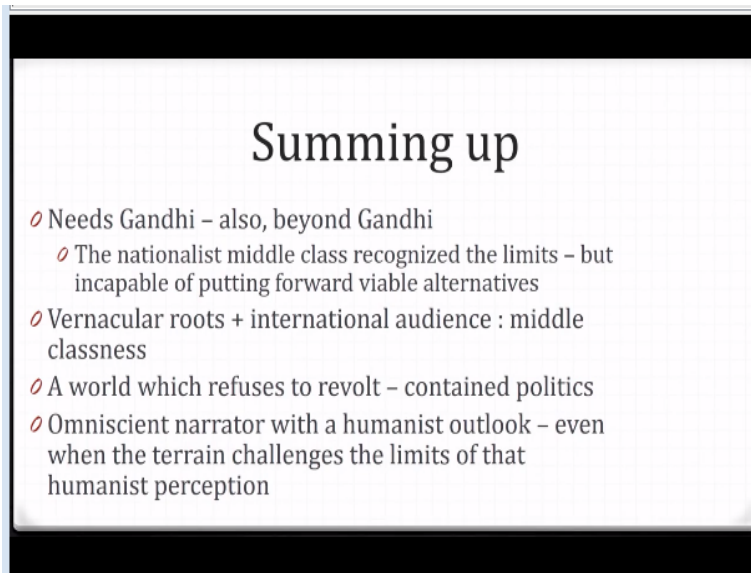 Summing up
Needs Gandhi – also, beyond Gandhi
The nationalist middle class recognized the limits – but
incapable of putting forward viable alternatives
Vernacular roots + international audience : middle
classness
A world which refuses to revolt – contained politics
Omniscient narrator with a humanist outlook – even
when the terrain challenges the limits of that
humanist perception